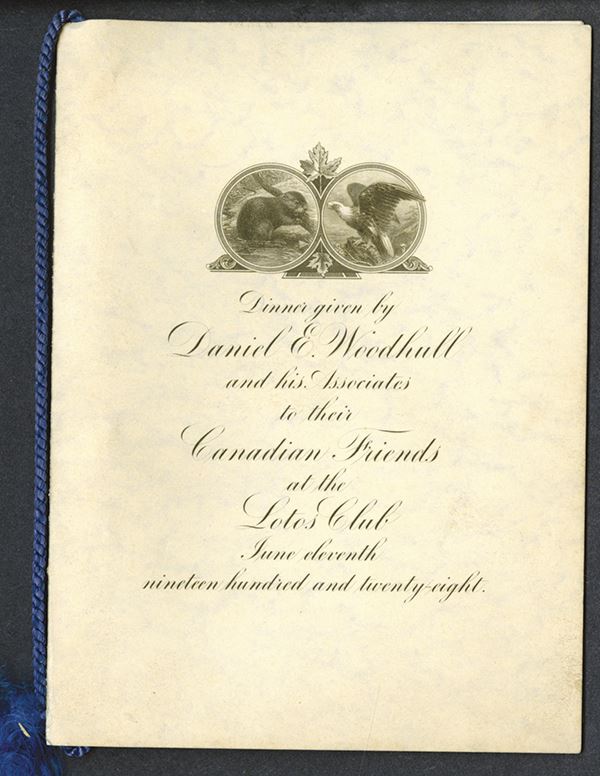 Dinner given by
Daniel E. Woodhull
and his Associates
to their
Canadian Friends
at the
Lotos Club
June eleventh
nineteen hundred and twenty-eight.